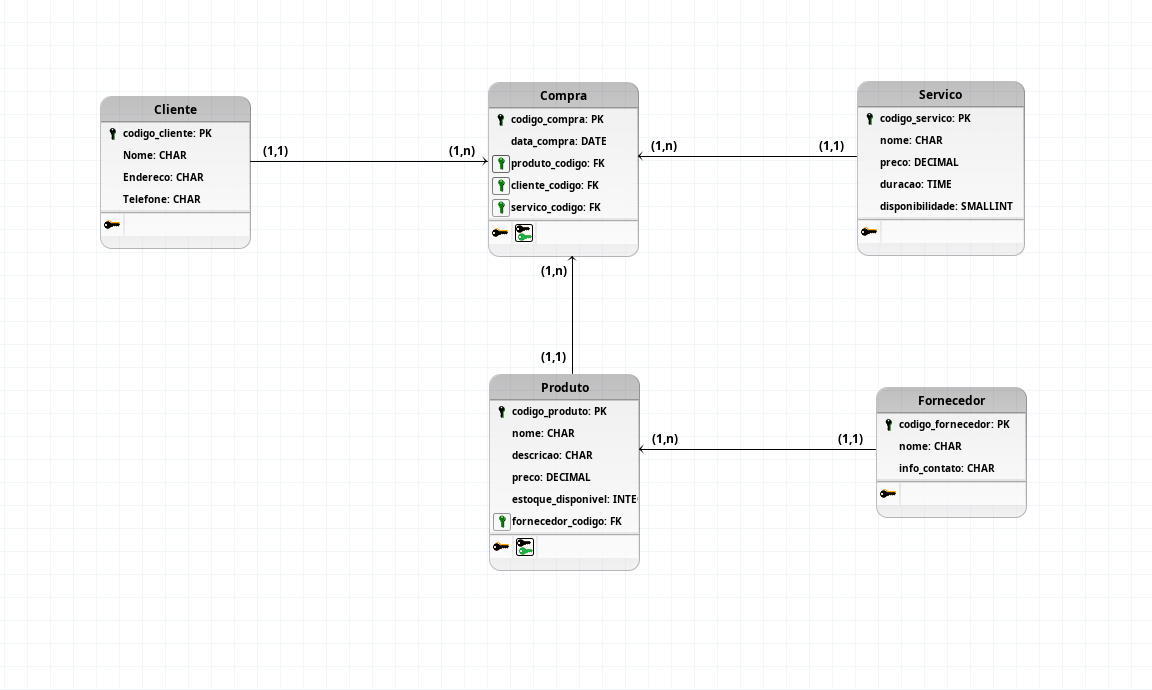 Cliente
codigo_cliente: PK
Nome: CHAR
Endereco: CHAR
Telefone: CHAR
(1,1)
(1,n)
Compra
codigo_compra: PK
data_compra: DATE
produto_codigo: FK
cliente_codigo: FK
servico_codigo: FK
(1,n)
(1,1)
Servico
codigo_servico: PK
nome: CHAR
preco: DECIMAL
duracao: TIME
disponibilidade: SMALLINT
(1,n)
(1,1)
Produto
codigo_produto: PK
nome: CHAR
descricao: CHAR
preco: DECIMAL
estoque_disponivel: INTE
fornecedor_codigo: FK
(1,n)
(1,1)
Fornecedor
codigo_fornecedor: PK
nome: CHAR
info_contato: CHAR